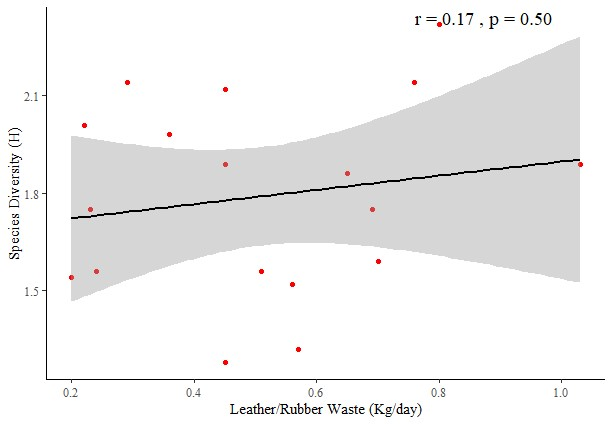 r = 0.17 , p = 0.50
Species Diversity (H)
2.1
1.8
1.5
0.2 0.4 0.6 0.8 1.0
Leather/Rubber Waste (Kg/day)